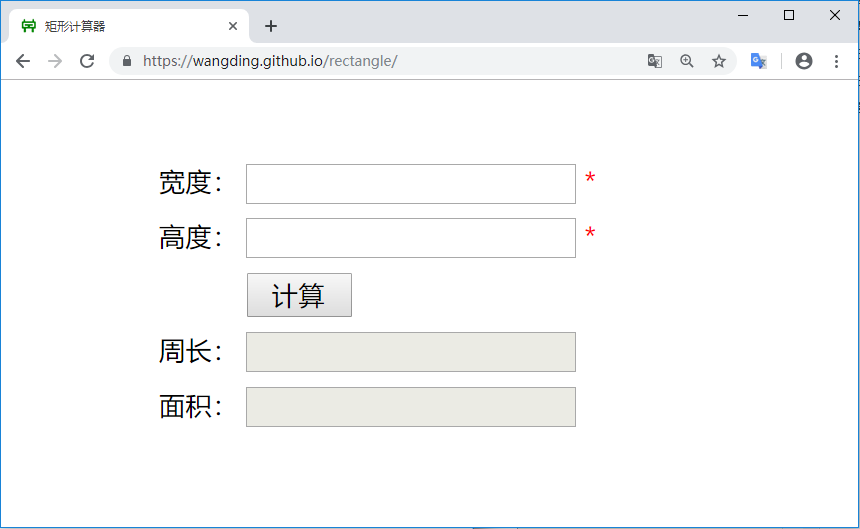 矩形计算器
https://wangding.github.io/rectangle/
宽度： *
高度： *
计算
周长：
面积：